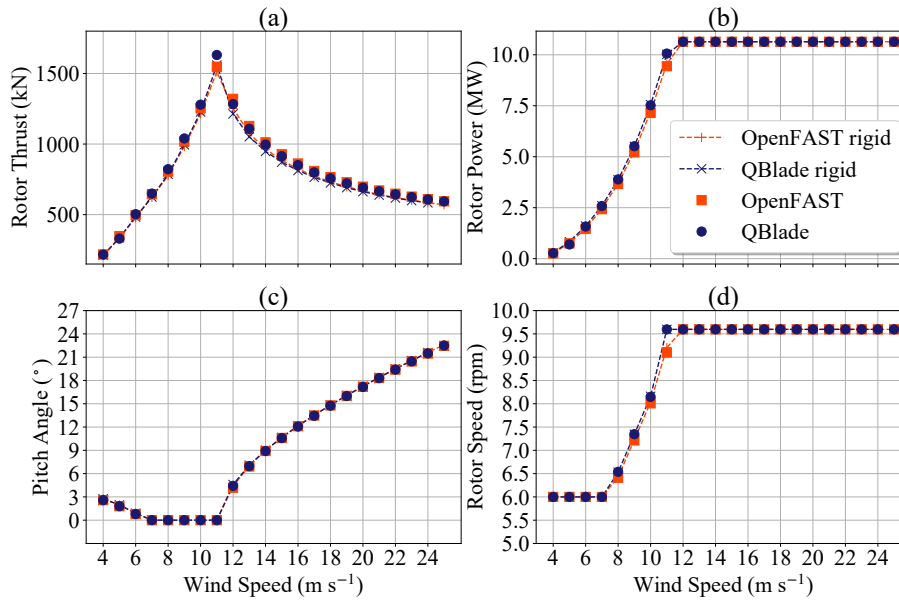 (a)
(b)
1500
1000
500
Rotor Thrust (kN)
10.0
7.5
5.0
2.5
0.0
Rotor Power (MW)
OpenFAST rigid
QBlade rigid
OpenFAST
QBlade
(c)
(d)
27
24
21
18
15
12
9
6
3
0
Pitch Angle (°)
4 6 8 10 12 14 16 18 20 22 24
Wind Speed (m s⁻¹)
10.0
9.5
9.0
8.5
8.0
7.5
7.0
6.5
6.0
5.5
5.0
Rotor Speed (rpm)
4 6 8 10 12 14 16 18 20 22 24
Wind Speed (m s⁻¹)